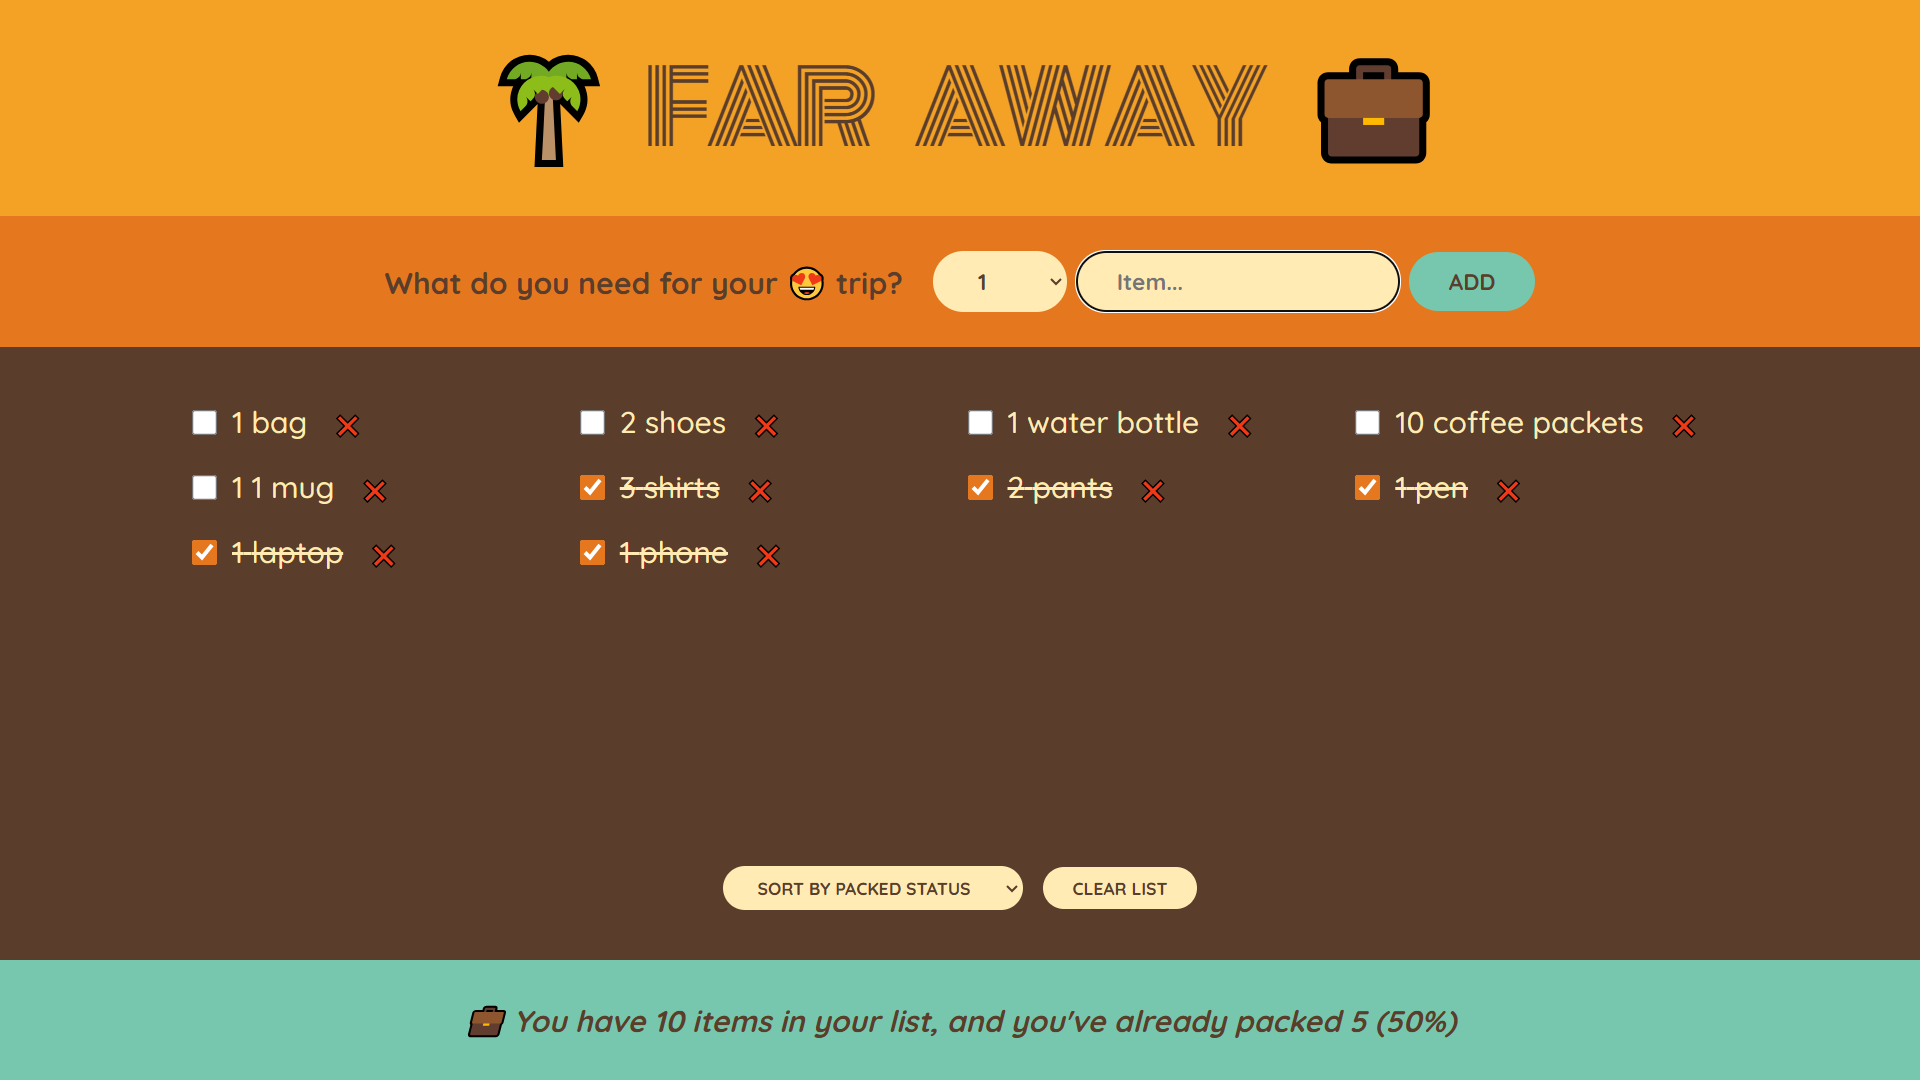 FAR AWAY
What do you need for your 😍 trip?
1
Item...
ADD
1 bag ❌
2 shoes ❌
1 water bottle ❌
10 coffee packets ❌
1 1 mug ❌
3 shirts ❌
2 pants ❌
1 pen ❌
1 laptop ❌
1 phone ❌
SORT BY PACKED STATUS
CLEAR LIST
💼 You have 10 items in your list, and you've already packed 5 (50%)